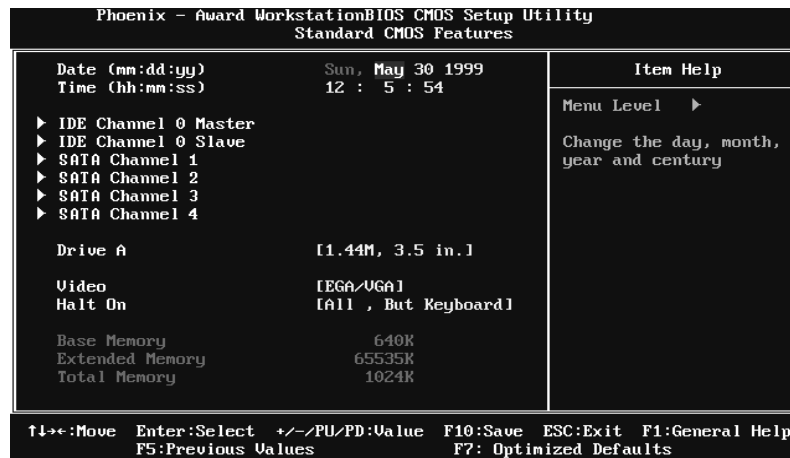 Phoenix - Award WorkstationBIOS CMOS Setup Utility
Standard CMOS Features
Date (mm:dd:yy) Sun, May 30 1999
Time (hh:mm:ss) 12 : 5 : 54
IDE Channel 0 Master
IDE Channel 0 Slave
SATA Channel 1
SATA Channel 2
SATA Channel 3
SATA Channel 4
Drive A [1.44M, 3.5 in.]
Video [EGA/VGA]
Halt On [All , But Keyboard]
Base Memory 640K
Extended Memory 65535K
Total Memory 1024K
Item Help
Menu Level ▶
Change the day, month,
year and century
↑↓→←:Move Enter:Select +/-/PU/PD:Value F10:Save ESC:Exit F1:General Help
F5:Previous Values F7: Optimized Defaults